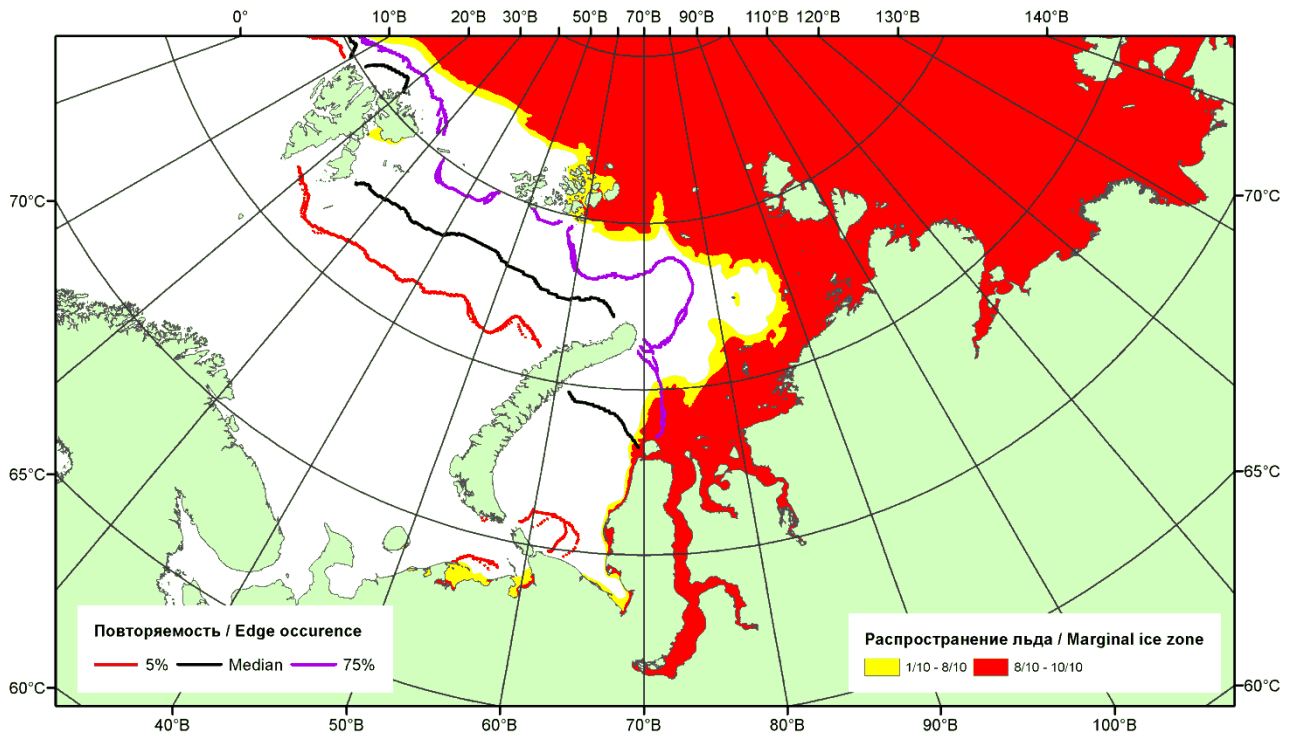 0° 10°В 20°В 30°В 50°В 70°В 90°В 110°В 120°В 130°В 140°В
70°С 70°С
65°С 65°С
60°С 60°С
Повторяемость / Edge occurence
5% Median 75%
Распространение льда / Marginal ice zone
1/10 - 8/10 8/10 - 10/10
40°В 50°В 60°В 70°В 80°В 90°В 100°В